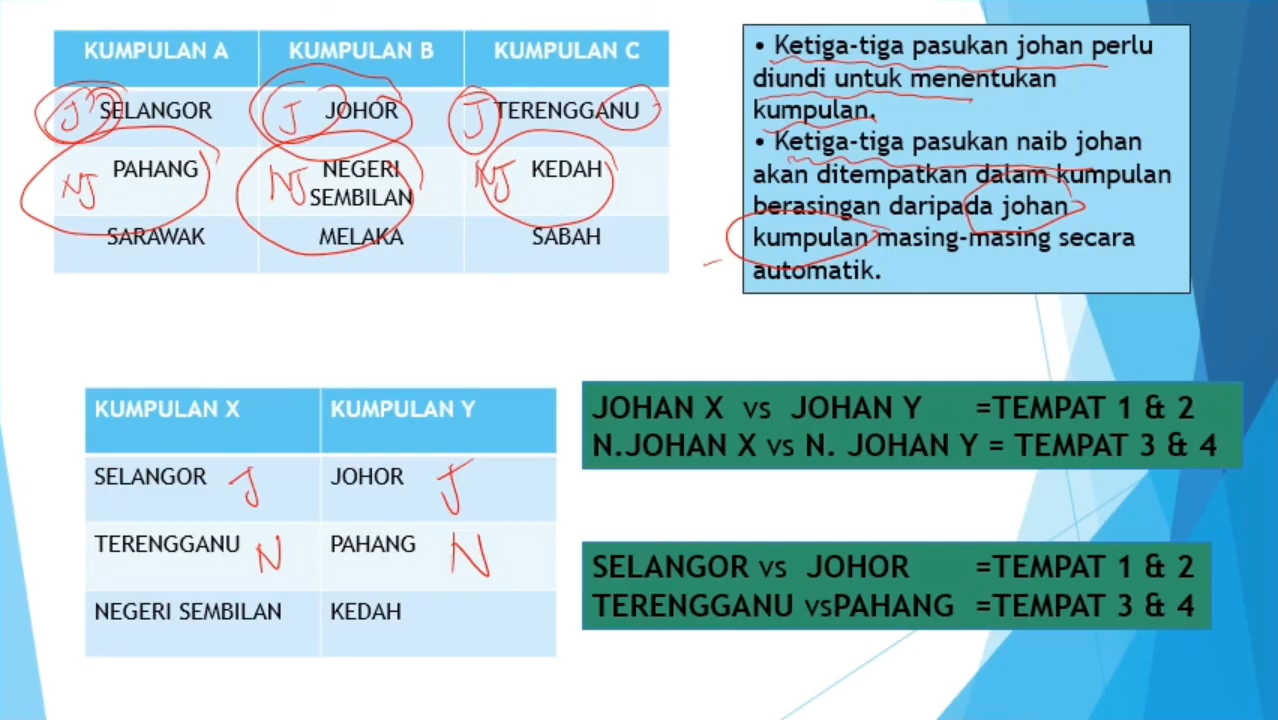 KUMPULAN A KUMPULAN B KUMPULAN C
J SELANGOR J JOHOR J TERENGGANU
NJ PAHANG NJ NEGERI SEMBILAN NJ KEDAH
SARAWAK MELAKA SABAH
• Ketiga-tiga pasukan johan perlu
diundi untuk menentukan
kumpulan.
• Ketiga-tiga pasukan naib johan
akan ditempatkan dalam kumpulan
berasingan daripada johan
kumpulan masing-masing secara
automatik.
KUMPULAN X KUMPULAN Y
SELANGOR J JOHOR J
TERENGGANU N PAHANG N
NEGERI SEMBILAN KEDAH
JOHAN X vs JOHAN Y =TEMPAT 1 & 2
N.JOHAN X vs N. JOHAN Y = TEMPAT 3 & 4
SELANGOR vs JOHOR =TEMPAT 1 & 2
TERENGGANU vsPAHANG =TEMPAT 3 & 4